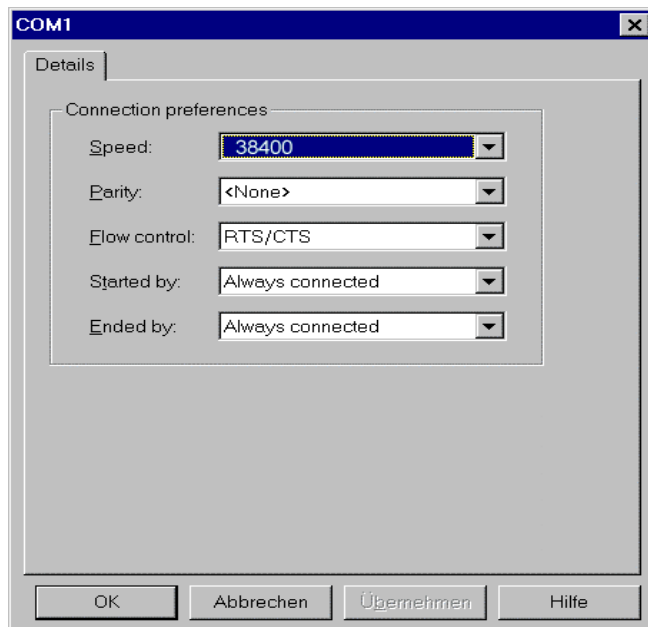 COM1
Details
Connection preferences
Speed: 38400
Parity: <None>
Flow control: RTS/CTS
Started by: Always connected
Ended by: Always connected
OK Abbrechen Übernehmen Hilfe